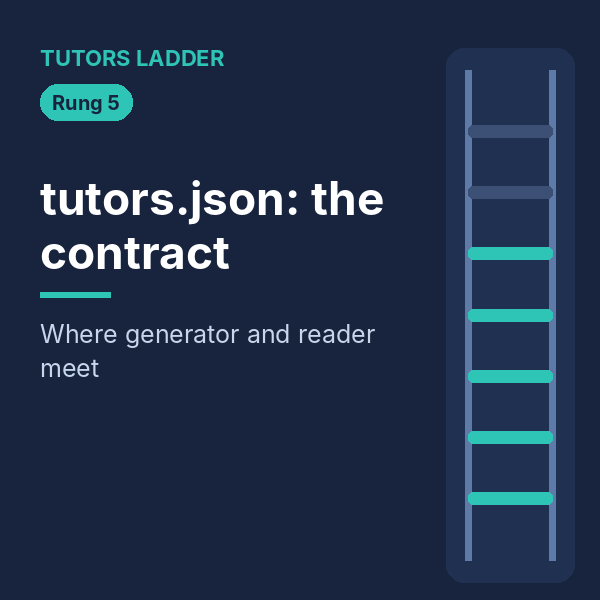 TUTORS LADDER
Rung 5
tutors.json: the
contract
Where generator and reader
meet